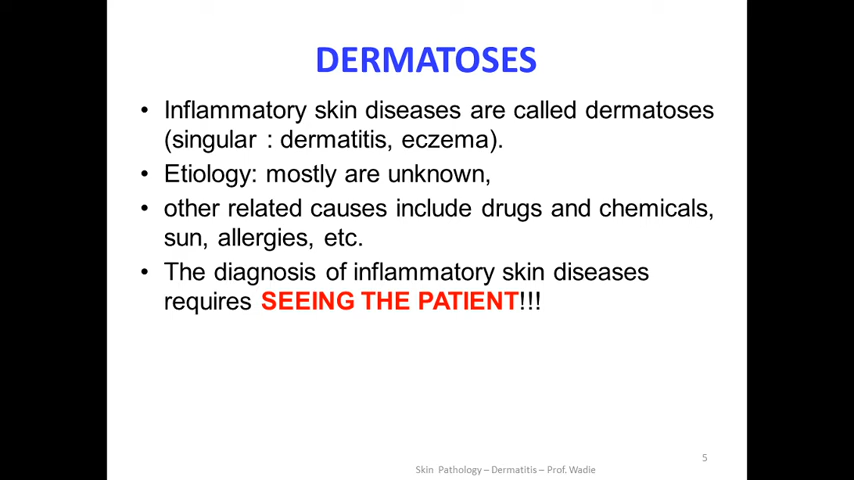 DERMATOSES
• Inflammatory skin diseases are called dermatoses
(singular : dermatitis, eczema).
• Etiology: mostly are unknown,
• other related causes include drugs and chemicals,
sun, allergies, etc.
• The diagnosis of inflammatory skin diseases
requires SEEING THE PATIENT!!!
5
Skin Pathology – Dermatitis – Prof. Wadie